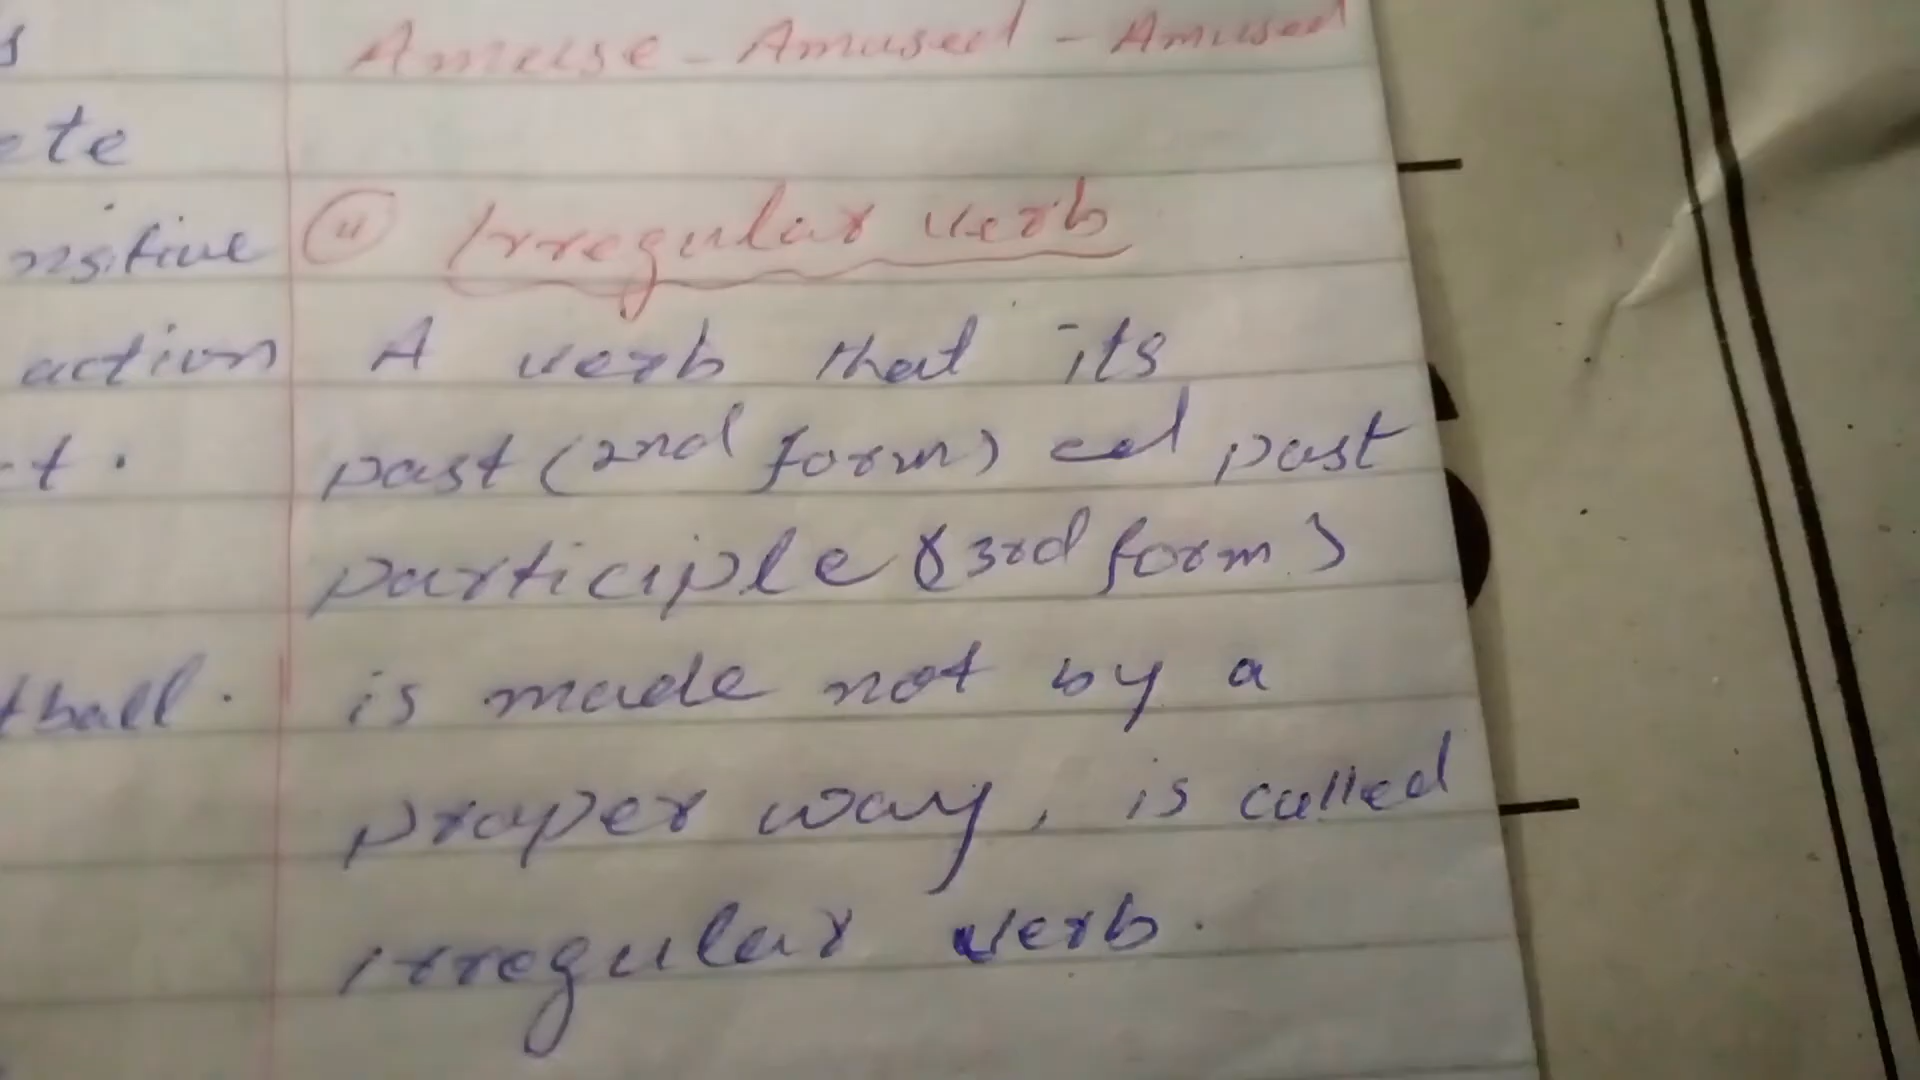 Amuse - Amused - Amused
(ii) Irregular verb
A verb that its
past (2nd form) ed past
participle (3rd form)
is made not by a
proper way, is called
irregular verb.
s
ete
nsitive
action
t.
tball.